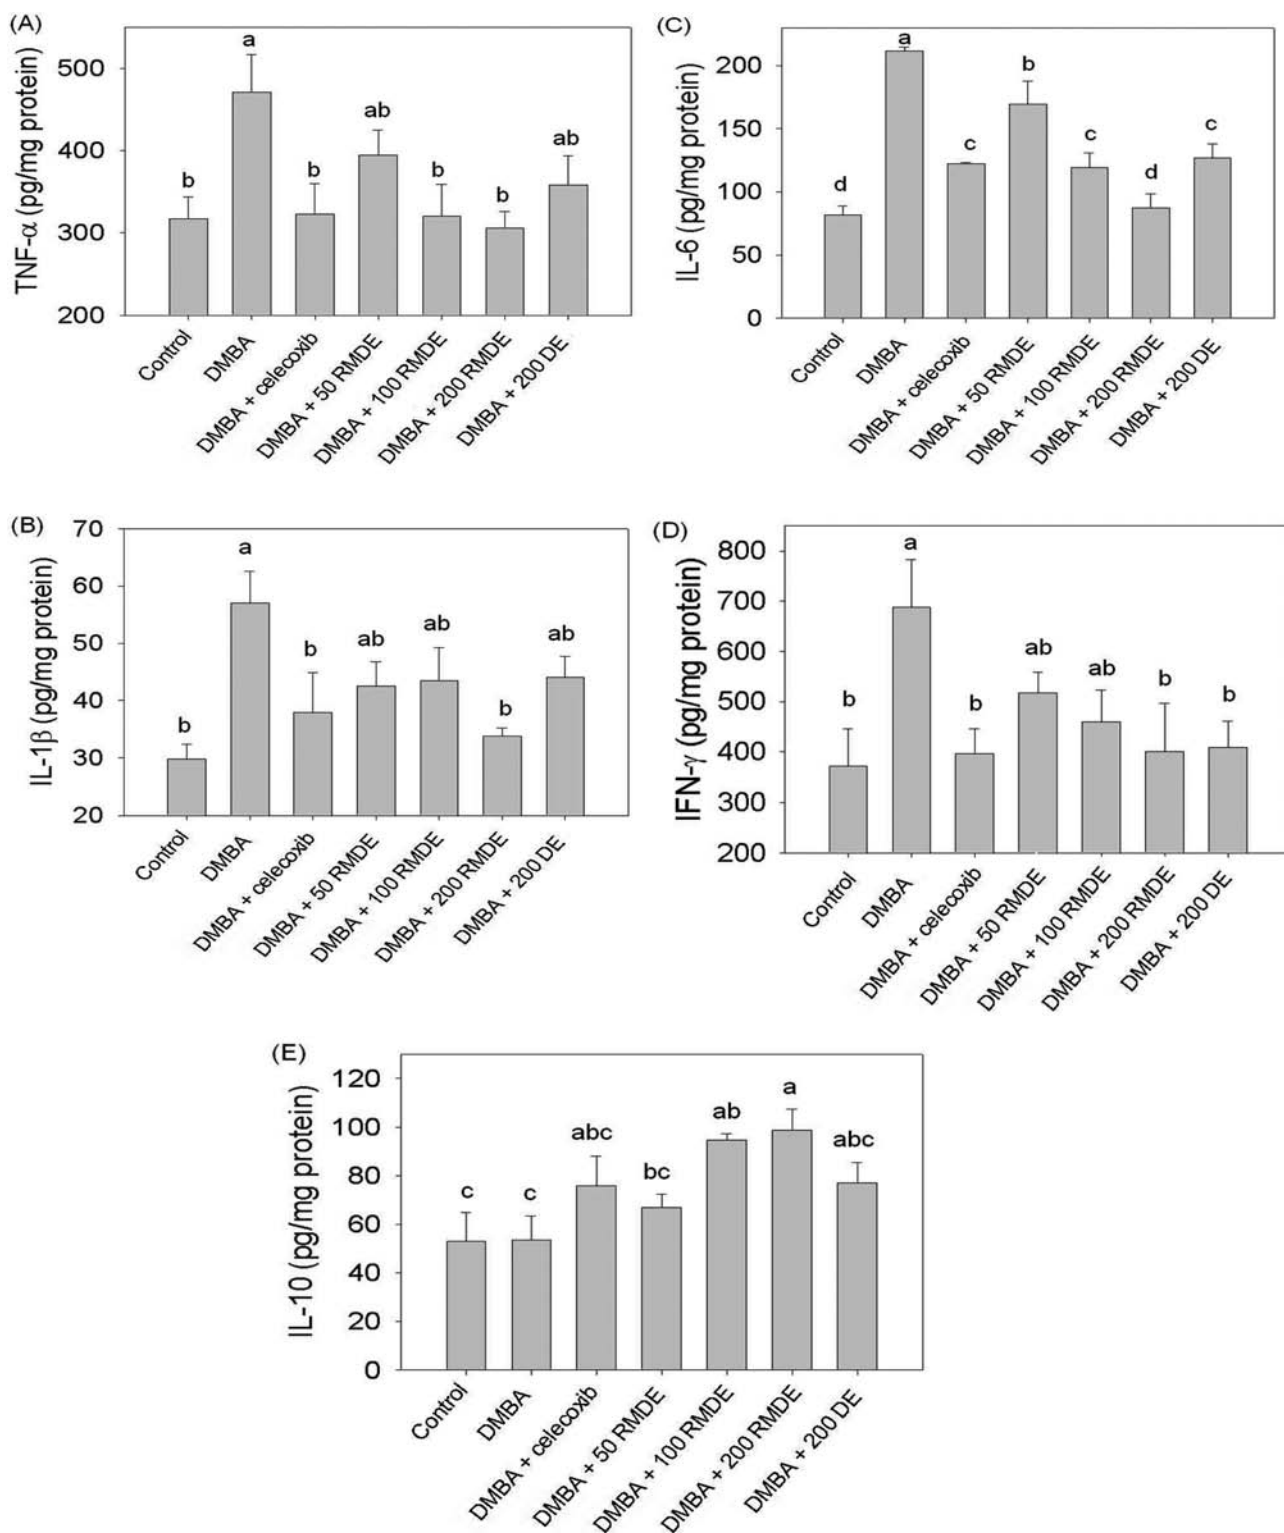 (A)
TNF-α (pg/mg protein)
500
400
300
200
b
a
b
ab
b
b
ab
Control
DMBA
DMBA + celecoxib
DMBA + 50 RMDE
DMBA + 100 RMDE
DMBA + 200 RMDE
DMBA + 200 DE
(C)
IL-6 (pg/mg protein)
200
150
100
50
0
d
a
c
b
c
d
c
Control
DMBA
DMBA + celecoxib
DMBA + 50 RMDE
DMBA + 100 RMDE
DMBA + 200 RMDE
DMBA + 200 DE
(B)
IL-1β (pg/mg protein)
70
60
50
40
30
20
b
a
b
ab
ab
b
ab
Control
DMBA
DMBA + celecoxib
DMBA + 50 RMDE
DMBA + 100 RMDE
DMBA + 200 RMDE
DMBA + 200 DE
(D)
IFN-γ (pg/mg protein)
800
700
600
500
400
300
200
b
a
b
ab
ab
b
b
Control
DMBA
DMBA + celecoxib
DMBA + 50 RMDE
DMBA + 100 RMDE
DMBA + 200 RMDE
DMBA + 200 DE
(E)
IL-10 (pg/mg protein)
120
100
80
60
40
20
0
c
c
abc
bc
ab
a
abc
Control
DMBA
DMBA + celecoxib
DMBA + 50 RMDE
DMBA + 100 RMDE
DMBA + 200 RMDE
DMBA + 200 DE